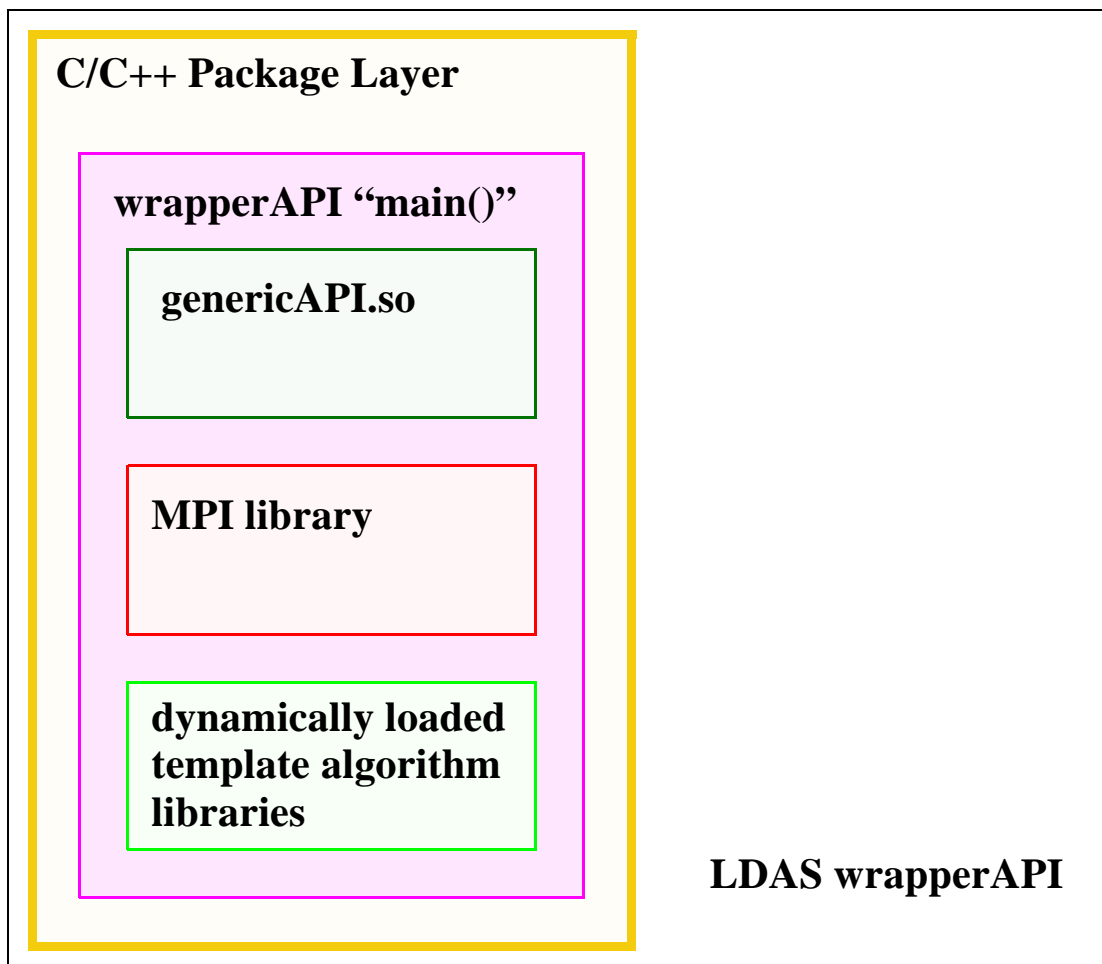 C/C++ Package Layer
wrapperAPI “main()”
genericAPI.so
MPI library
dynamically loaded
template algorithm
libraries
LDAS wrapperAPI